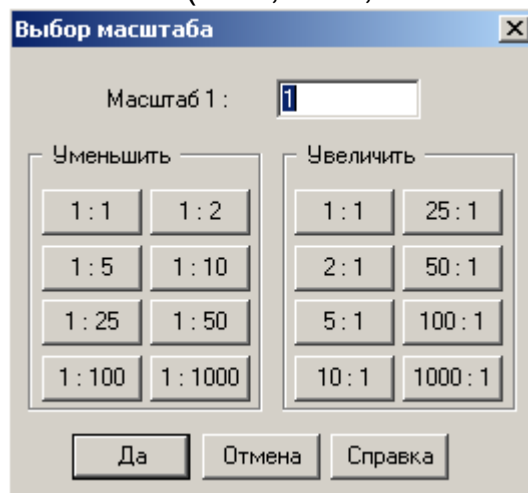 Выбор масштаба
Масштаб 1 : 1
Уменьшить Увеличить
1 : 1 1 : 2 1 : 1 25 : 1
1 : 5 1 : 10 2 : 1 50 : 1
1 : 25 1 : 50 5 : 1 100 : 1
1 : 100 1 : 1000 10 : 1 1000 : 1
Да Отмена Справка